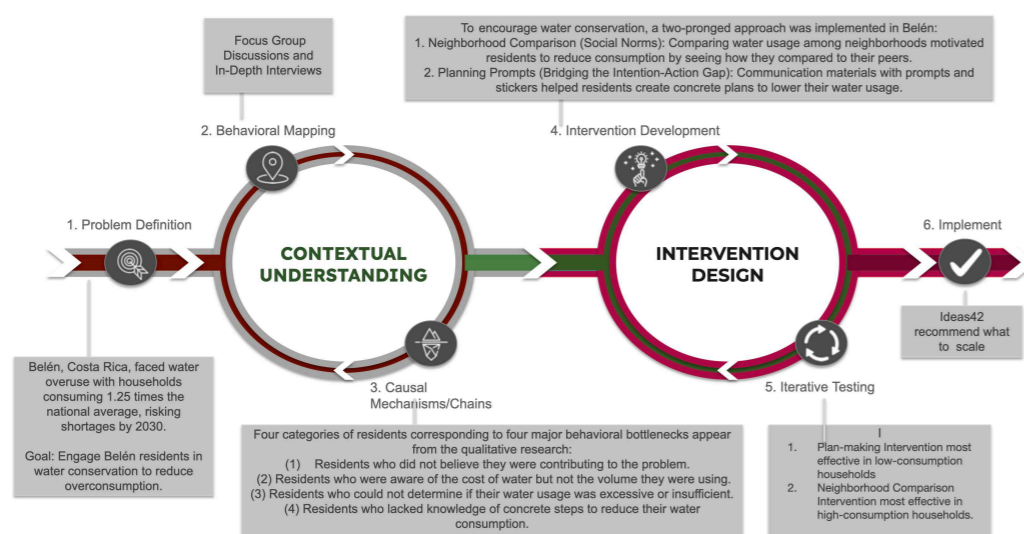 Focus Group
Discussions and
In-Depth Interviews
To encourage water conservation, a two-pronged approach was implemented in Belén:
1. Neighborhood Comparison (Social Norms): Comparing water usage among neighborhoods motivated
residents to reduce consumption by seeing how they compared to their peers.
2. Planning Prompts (Bridging the Intention-Action Gap): Communication materials with prompts and
stickers helped residents create concrete plans to lower their water usage.
2. Behavioral Mapping
4. Intervention Development
1. Problem Definition
CONTEXTUAL
UNDERSTANDING
INTERVENTION
DESIGN
6. Implement
Ideas42
recommend what
to scale
Belén, Costa Rica, faced water
overuse with households
consuming 1.25 times the
national average, risking
shortages by 2030.
Goal: Engage Belén residents in
water conservation to reduce
overconsumption.
3. Causal
Mechanisms/Chains
5. Iterative Testing
Four categories of residents corresponding to four major behavioral bottlenecks appear
from the qualitative research:
(1) Residents who did not believe they were contributing to the problem.
(2) Residents who were aware of the cost of water but not the volume they were using.
(3) Residents who could not determine if their water usage was excessive or insufficient.
(4) Residents who lacked knowledge of concrete steps to reduce their water
consumption.
I
1. Plan-making Intervention most
effective in low-consumption
households
2. Neighborhood Comparison
Intervention most effective in
high-consumption households.